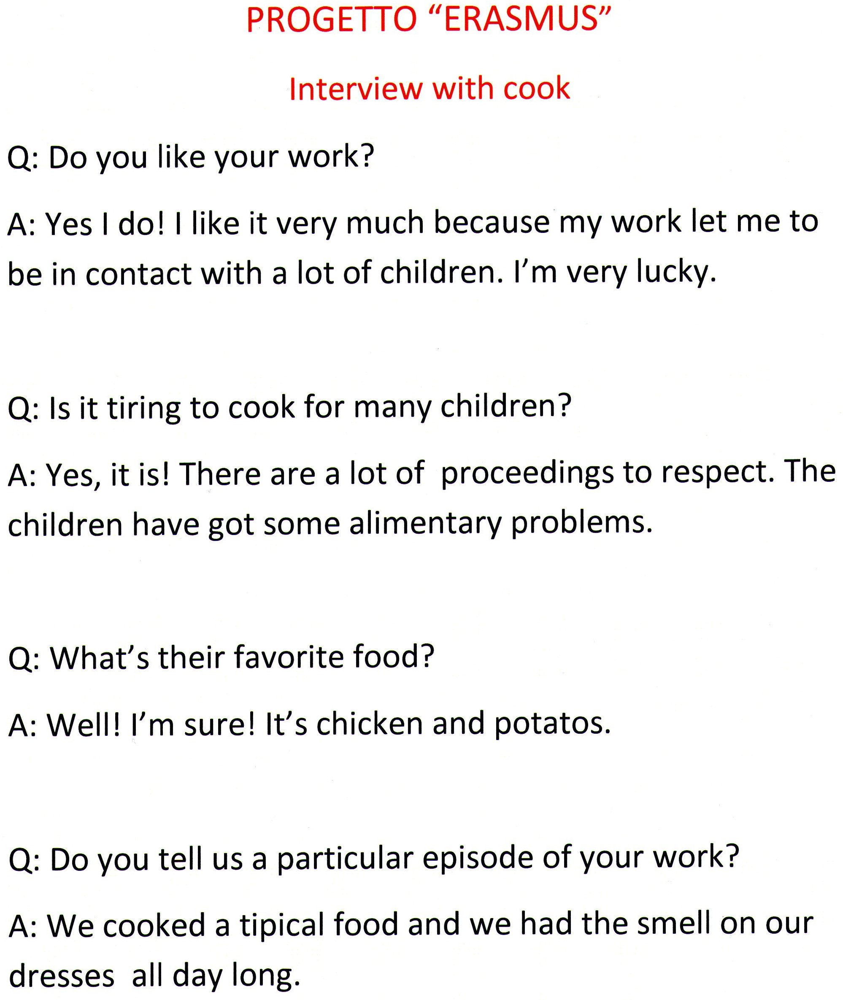 PROGETTO “ERASMUS”
Interview with cook
Q: Do you like your work?
A: Yes I do! I like it very much because my work let me to
be in contact with a lot of children. I’m very lucky.
Q: Is it tiring to cook for many children?
A: Yes, it is! There are a lot of  proceedings to respect. The
children have got some alimentary problems.
Q: What’s their favorite food?
A: Well! I’m sure! It’s chicken and potatos.
Q: Do you tell us a particular episode of your work?
A: We cooked a tipical food and we had the smell on our
dresses  all day long.